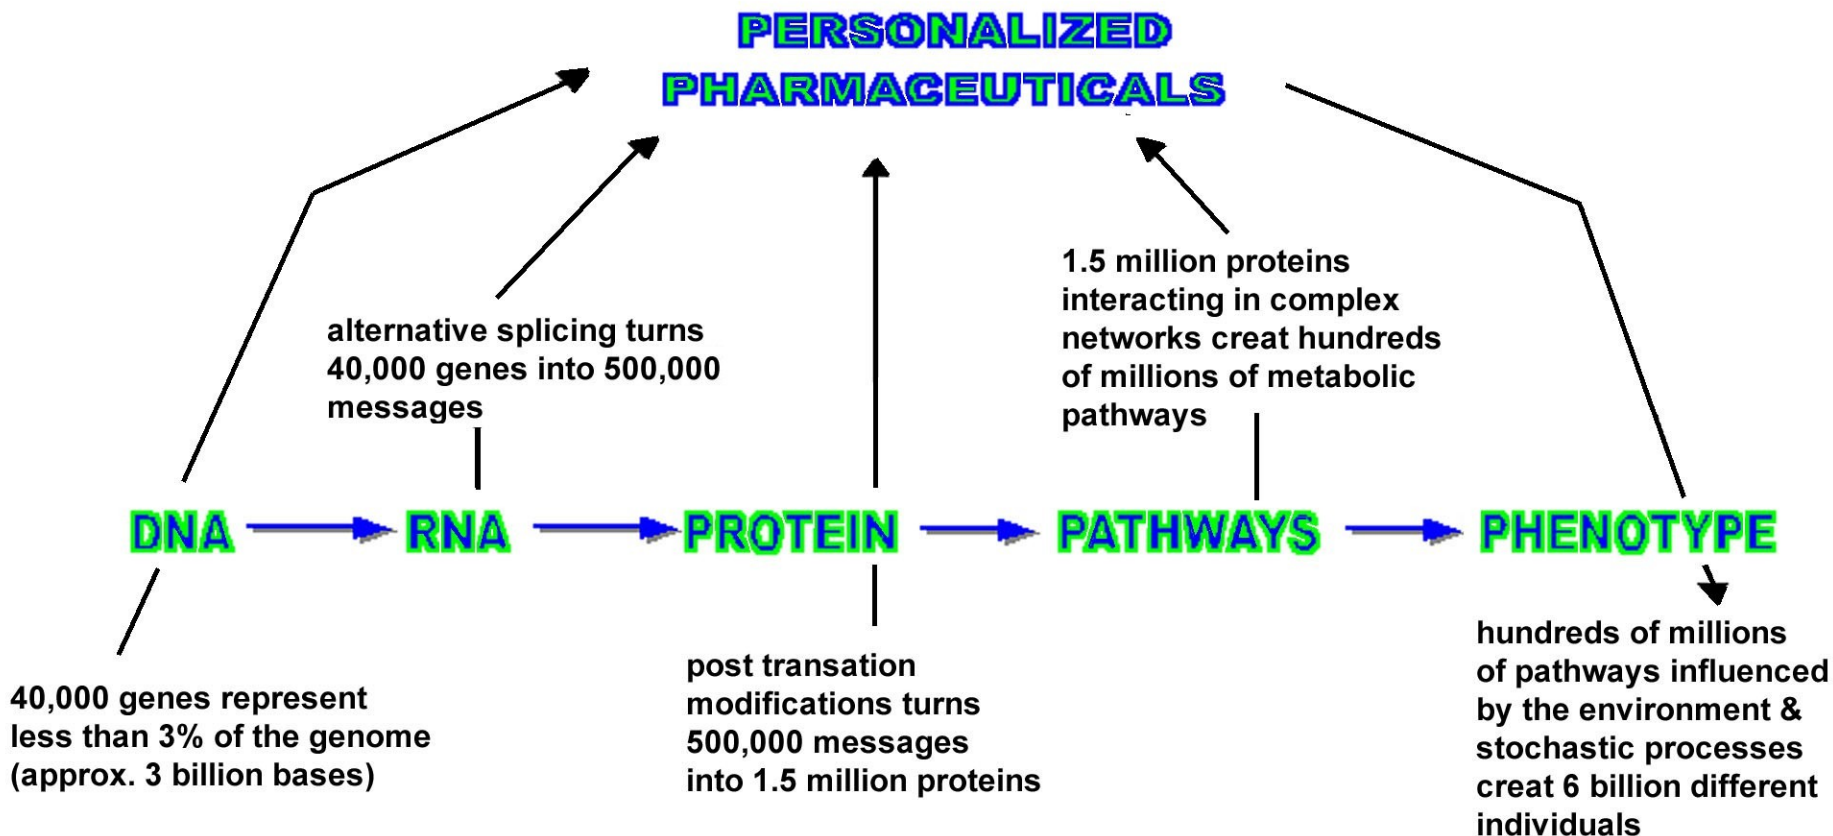 PERSONALIZED
PHARMACEUTICALS
alternative splicing turns
40,000 genes into 500,000
messages
1.5 million proteins
interacting in complex
networks creat hundreds
of millions of metabolic
pathways
DNA
RNA
PROTEIN
PATHWAYS
PHENOTYPE
40,000 genes represent
less than 3% of the genome
(approx. 3 billion bases)
post transation
modifications turns
500,000 messages
into 1.5 million proteins
hundreds of millions
of pathways influenced
by the environment &
stochastic processes
creat 6 billion different
individuals